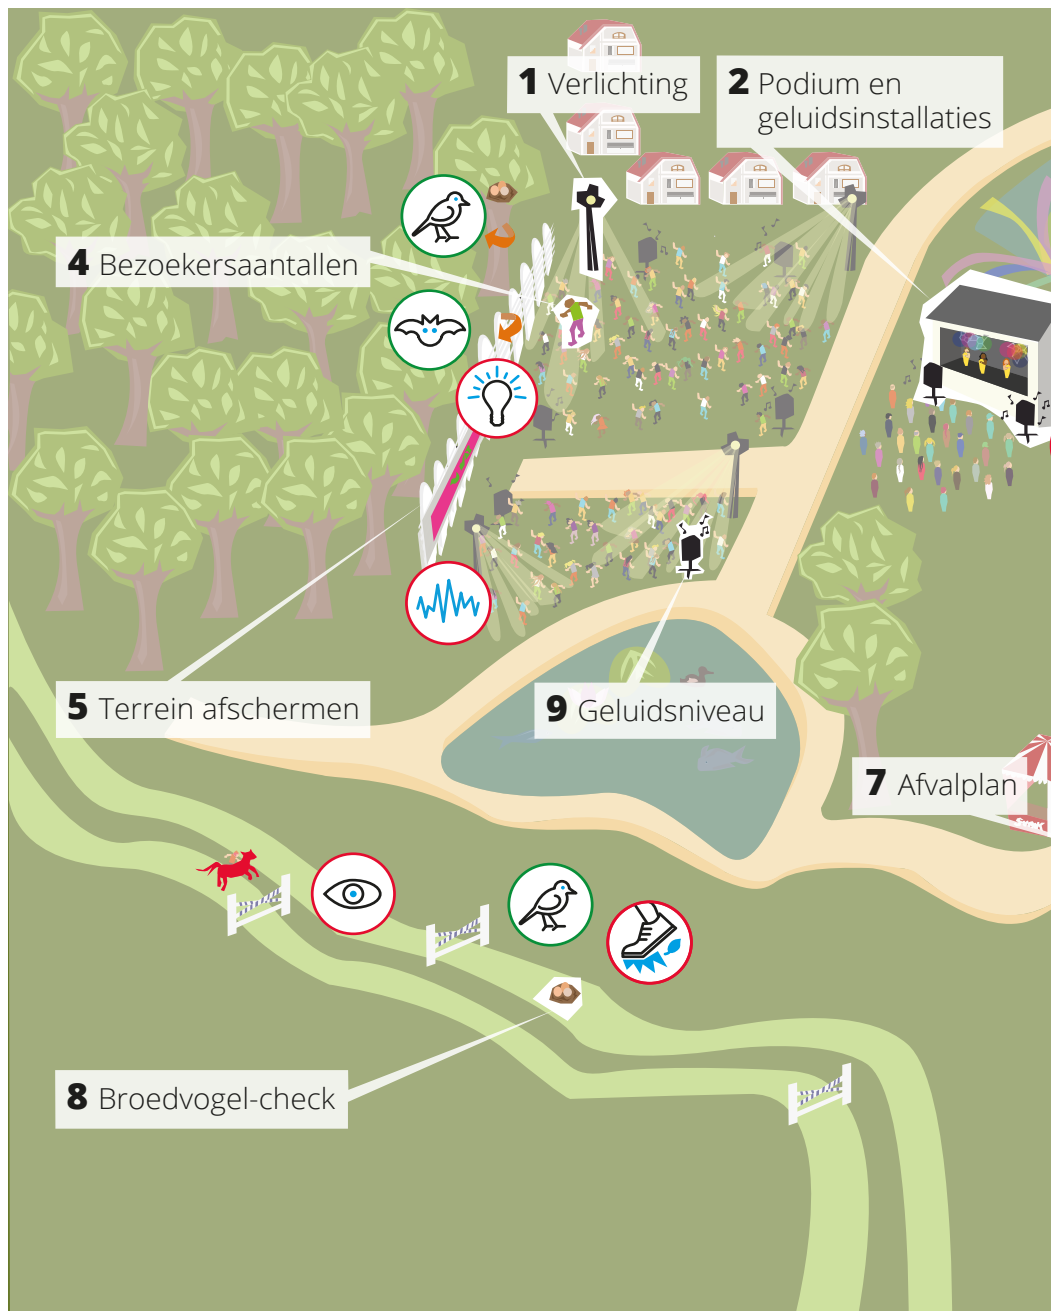 1 Verlichting
2 Podium en
geluidsinstallaties
4 Bezoekersaantallen
5 Terrein afschermen
9 Geluidsniveau
7 Afvalplan
8 Broedvogel-check